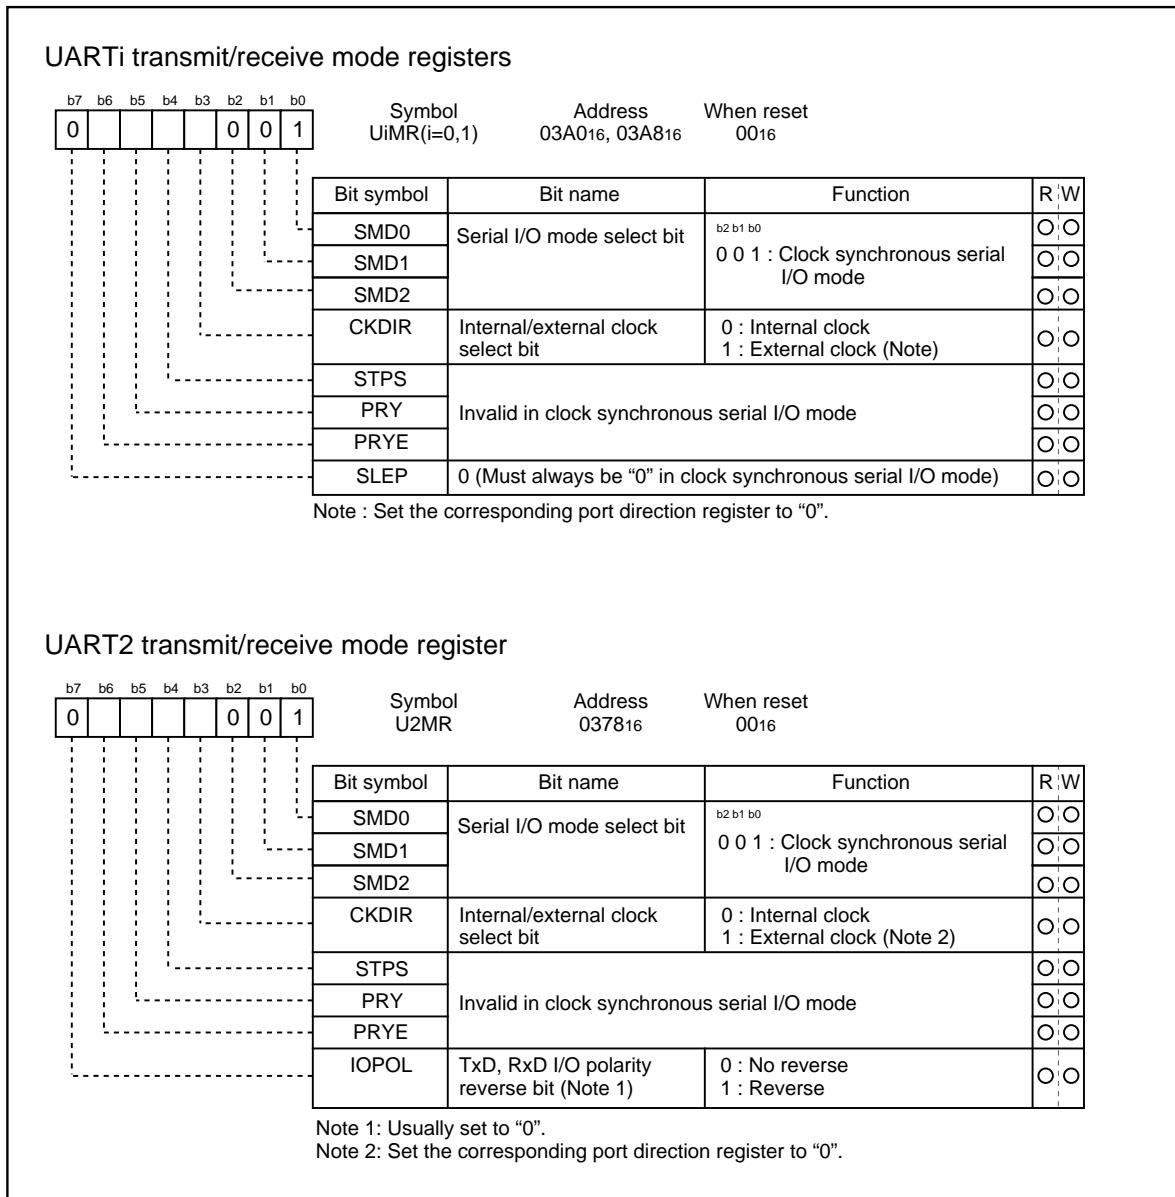 UARTi transmit/receive mode registers
b7 b6 b5 b4 b3 b2 b1 b0
0 0 0 1
Symbol Address When reset
UiMR(i=0,1) 03A016, 03A816 0016
Bit symbol Bit name Function R W
SMD0 Serial I/O mode select bit b2 b1 b0
SMD1 0 0 1 : Clock synchronous serial
I/O mode
SMD2
CKDIR Internal/external clock 0 : Internal clock
select bit 1 : External clock (Note)
STPS
PRY Invalid in clock synchronous serial I/O mode
PRYE
SLEP 0 (Must always be “0” in clock synchronous serial I/O mode)
Note : Set the corresponding port direction register to “0”.
UART2 transmit/receive mode register
b7 b6 b5 b4 b3 b2 b1 b0
0 0 0 1
Symbol Address When reset
U2MR 037816 0016
Bit symbol Bit name Function R W
SMD0 Serial I/O mode select bit b2 b1 b0
SMD1 0 0 1 : Clock synchronous serial
I/O mode
SMD2
CKDIR Internal/external clock 0 : Internal clock
select bit 1 : External clock (Note 2)
STPS
PRY Invalid in clock synchronous serial I/O mode
PRYE
IOPOL TxD, RxD I/O polarity 0 : No reverse
reverse bit (Note 1) 1 : Reverse
Note 1: Usually set to “0”.
Note 2: Set the corresponding port direction register to “0”.